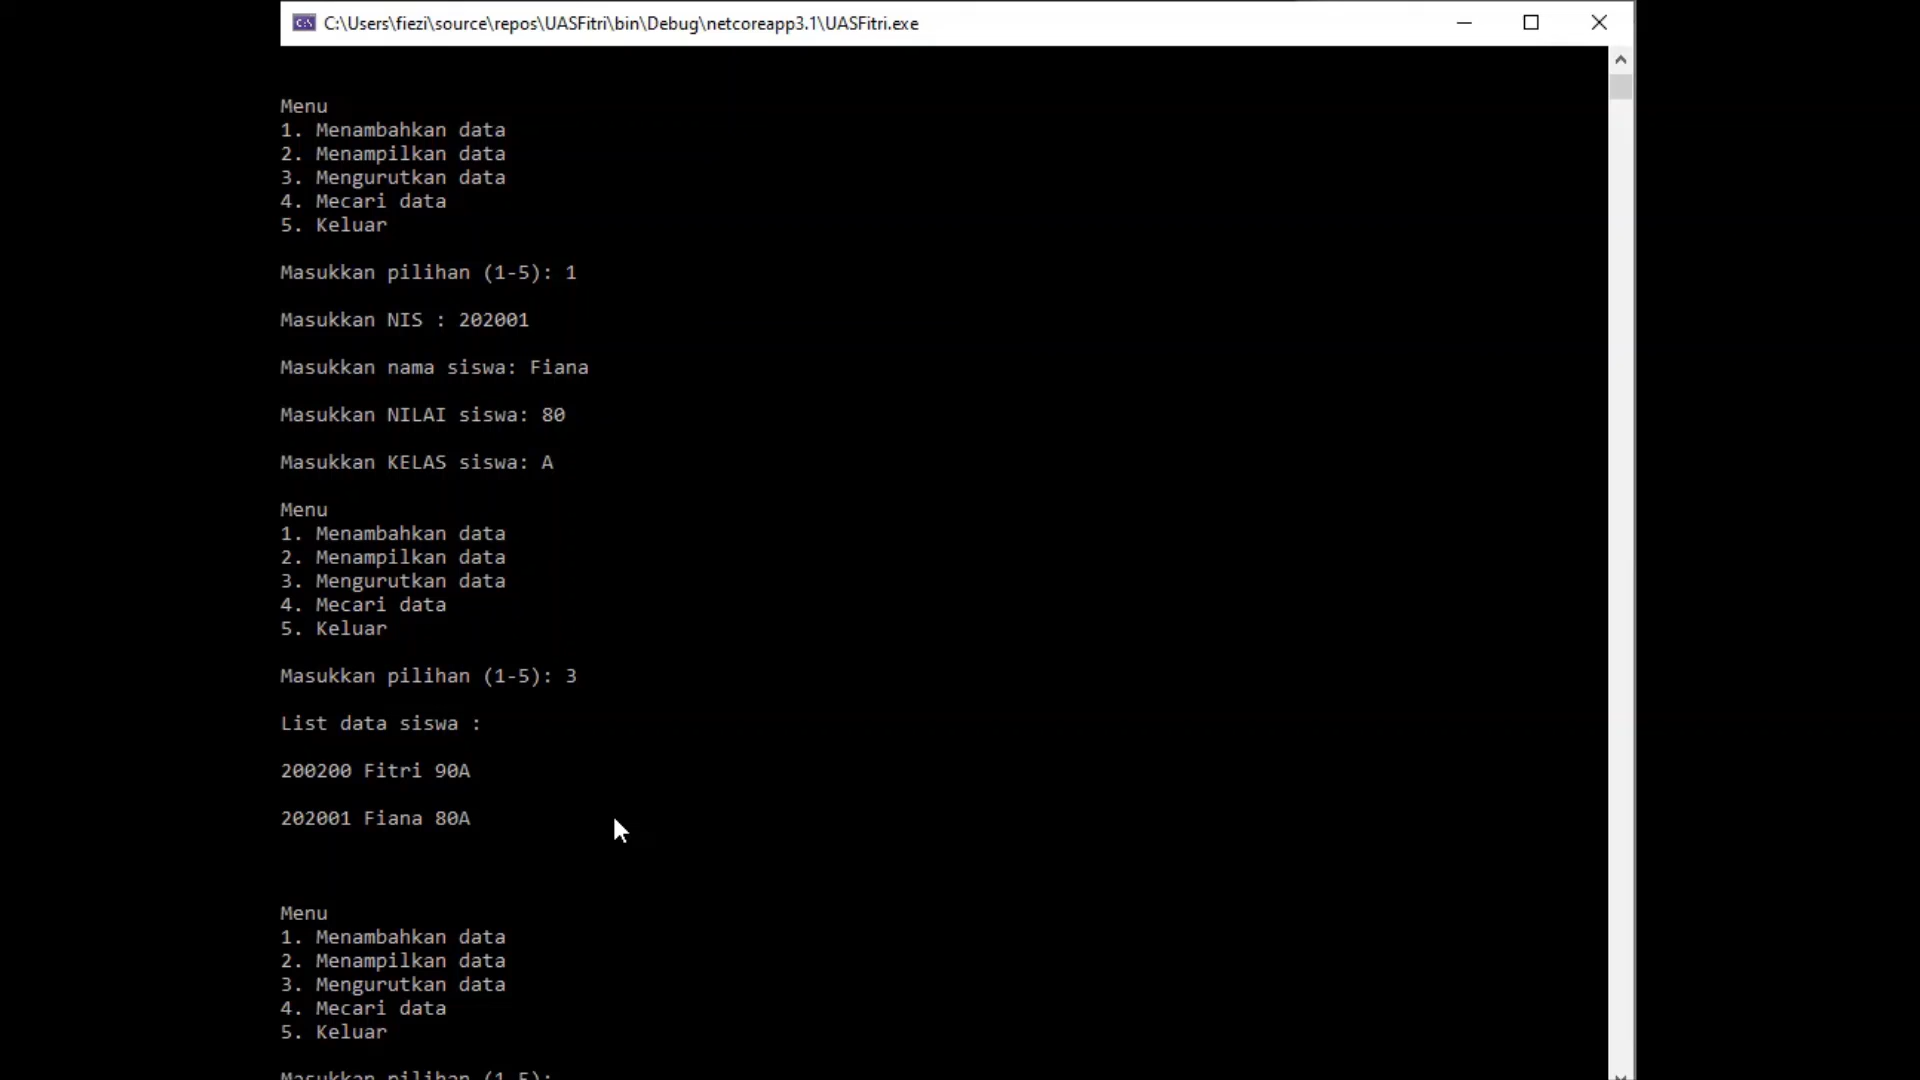 C:\Users\fiezi\source\repos\UASFitri\bin\Debug\netcoreapp3.1\UASFitri.exe
Menu
1. Menambahkan data
2. Menampilkan data
3. Mengurutkan data
4. Mecari data
5. Keluar
Masukkan pilihan (1-5): 1
Masukkan NIS : 202001
Masukkan nama siswa: Fiana
Masukkan NILAI siswa: 80
Masukkan KELAS siswa: A
Menu
1. Menambahkan data
2. Menampilkan data
3. Mengurutkan data
4. Mecari data
5. Keluar
Masukkan pilihan (1-5): 3
List data siswa :
200200 Fitri 90A
202001 Fiana 80A
Menu
1. Menambahkan data
2. Menampilkan data
3. Mengurutkan data
4. Mecari data
5. Keluar
Masukkan pilihan (1-5):